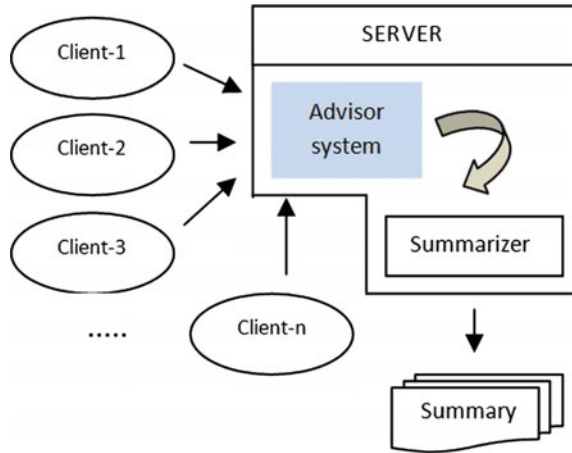 Client-1
SERVER
Advisor
system
Client-2
Client-3
Summarizer
.....
Client-n
Summary